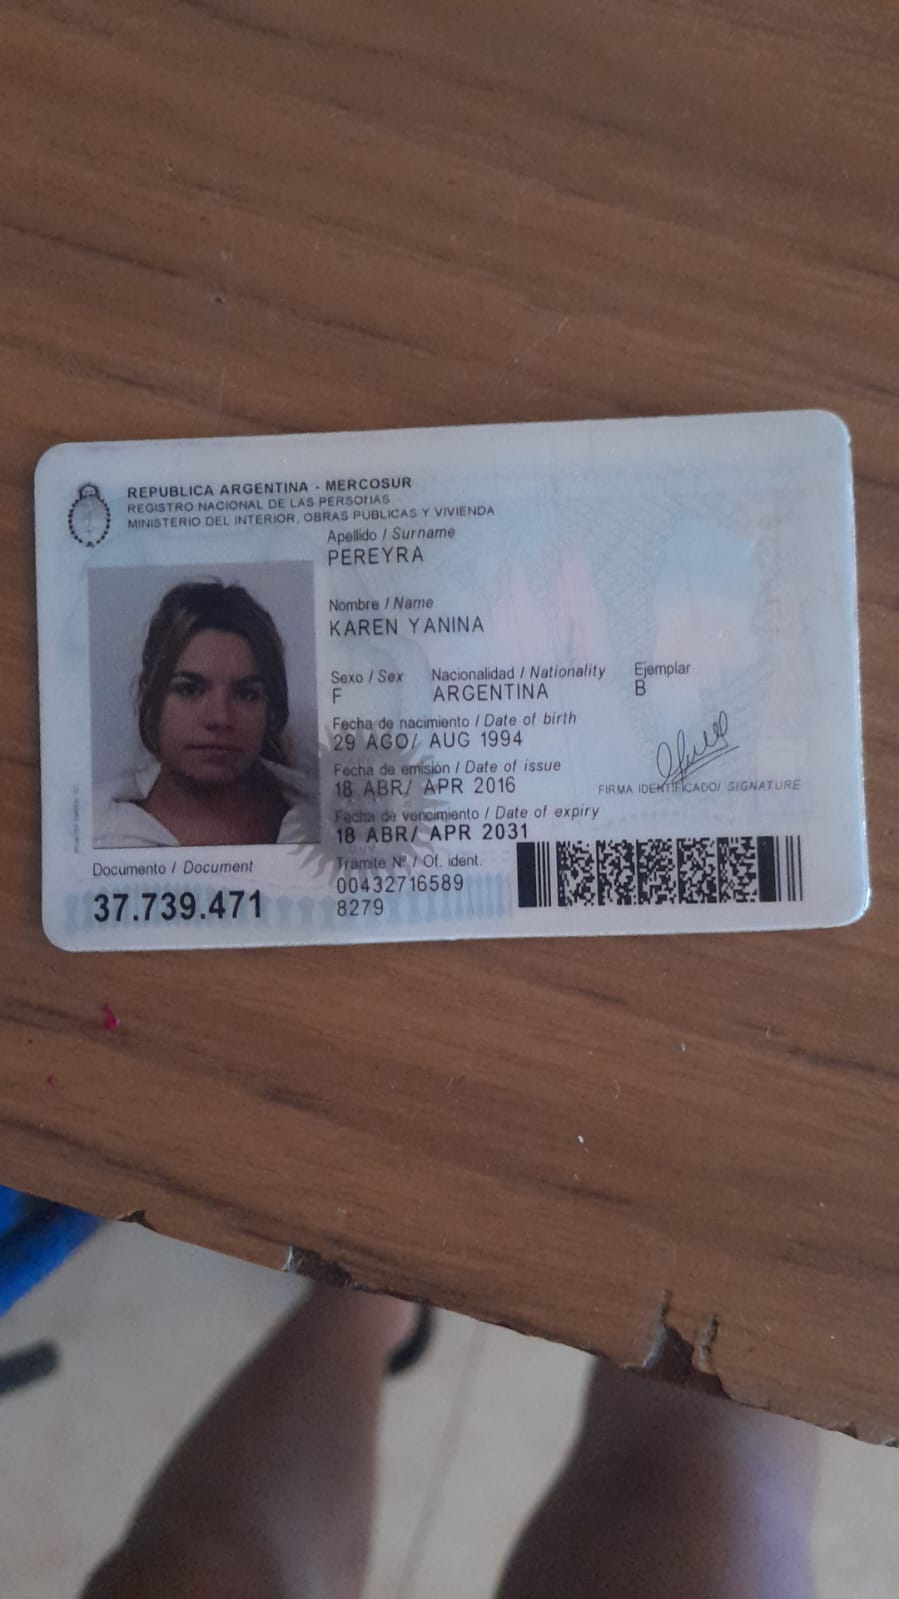 REPUBLICA ARGENTINA - MERCOSUR
REGISTRO NACIONAL DE LAS PERSONAS
MINISTERIO DEL INTERIOR, OBRAS PUBLICAS Y VIVIENDA
Apellido / Surname
PEREYRA
Nombre / Name
KAREN YANINA
Sexo / Sex Nacionalidad / Nationality Ejemplar
F ARGENTINA B
Fecha de nacimiento / Date of birth
29 AGO/ AUG 1994
Fecha de emisión / Date of issue
18 ABR/ APR 2016
FIRMA IDENTIFICADO/ SIGNATURE
Fecha de vencimiento / Date of expiry
18 ABR/ APR 2031
Documento / Document
37.739.471
Tramite Nº / Of. ident.
00432716589
8279